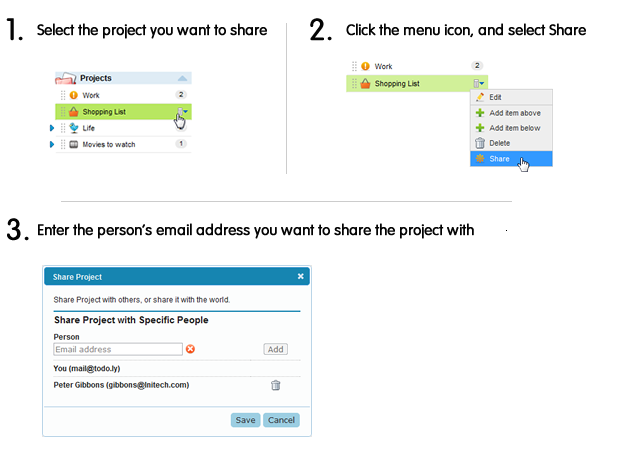 1. Select the project you want to share
Projects
Work 2
Shopping List
Life
Movies to watch 1
2. Click the menu icon, and select Share
Work 2
Shopping List
Edit
Add item above
Add item below
Delete
Share
3. Enter the person's email address you want to share the project with
Share Project
Share Project with others, or share it with the world.
Share Project with Specific People
Person
Email address Add
You (mail@todo.ly)
Peter Gibbons (gibbons@Initech.com)
Save Cancel